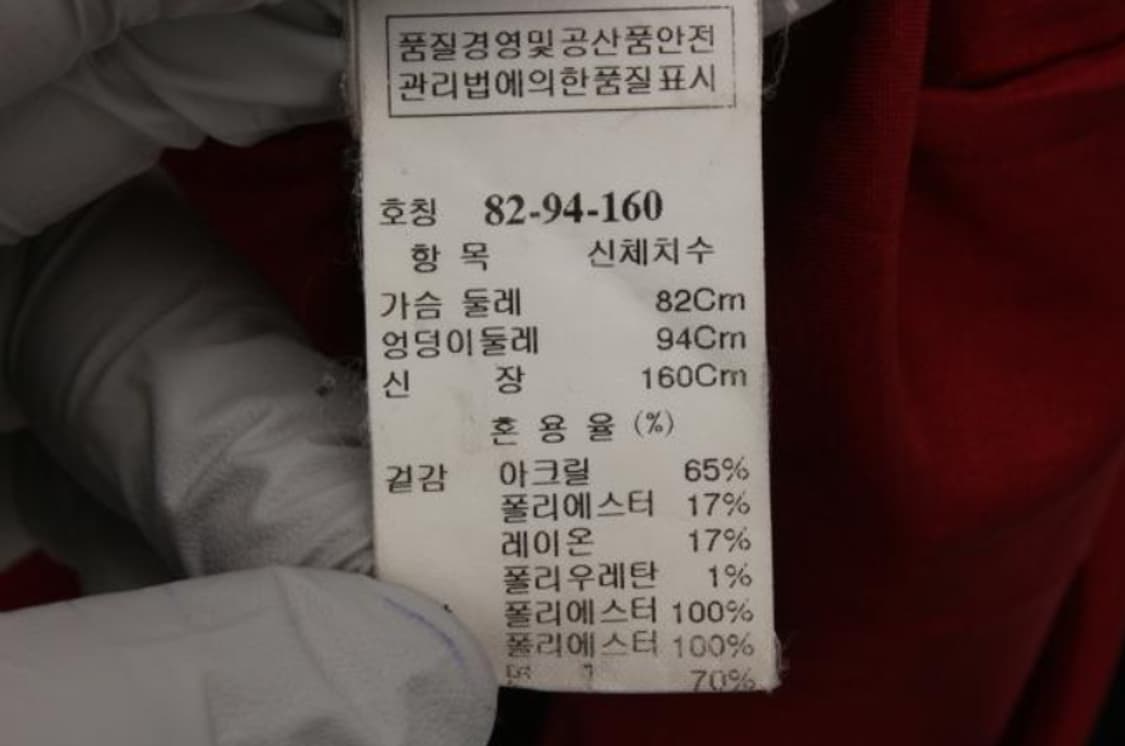 품질경영및공산품안전
관리법에의한품질표시
호칭 82-94-160
항 목 신체치수
가슴 둘레 82Cm
엉덩이둘레 94Cm
신 장 160Cm
혼 용 율 (%)
겉감 아크릴 65%
폴리에스터 17%
레이온 17%
폴리우레탄 1%
폴리에스터 100%
폴리에스터 100%
70%